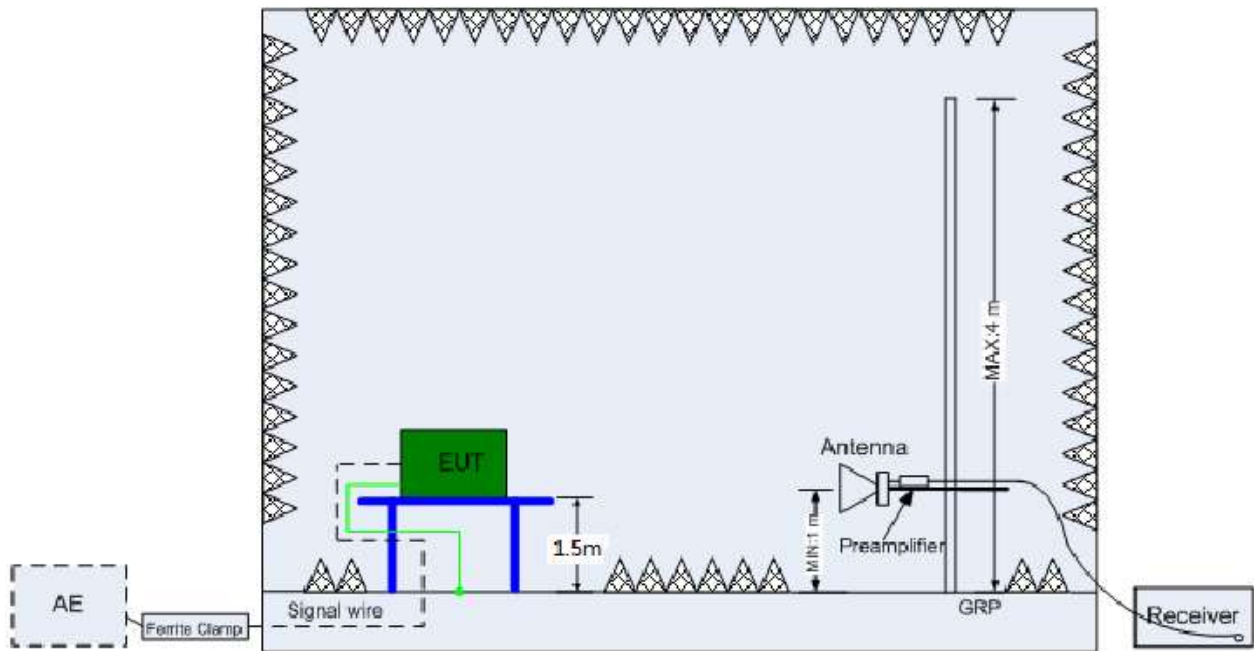 MAX:4 m
EUT
Antenna
Preamplifier
1.5m
MIN:1 m
AE
Ferrite Clamp
Signal wire
GRP
Receiver